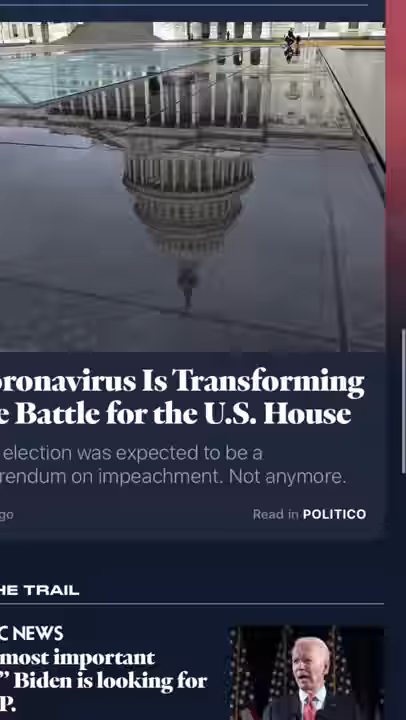 oronavirus Is Transforming
e Battle for the U.S. House
election was expected to be a
rendum on impeachment. Not anymore.
go
Read in POLITICO
HE TRAIL
C NEWS
most important
” Biden is looking for
P.